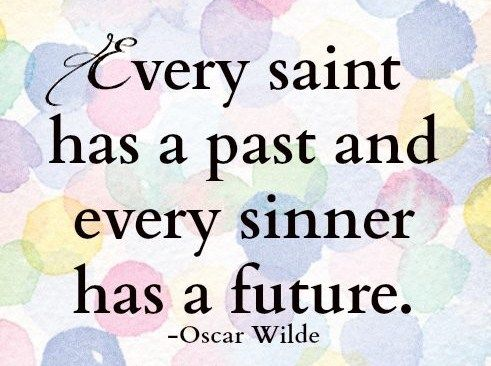 Every saint
has a past and
every sinner
has a future.
-Oscar Wilde